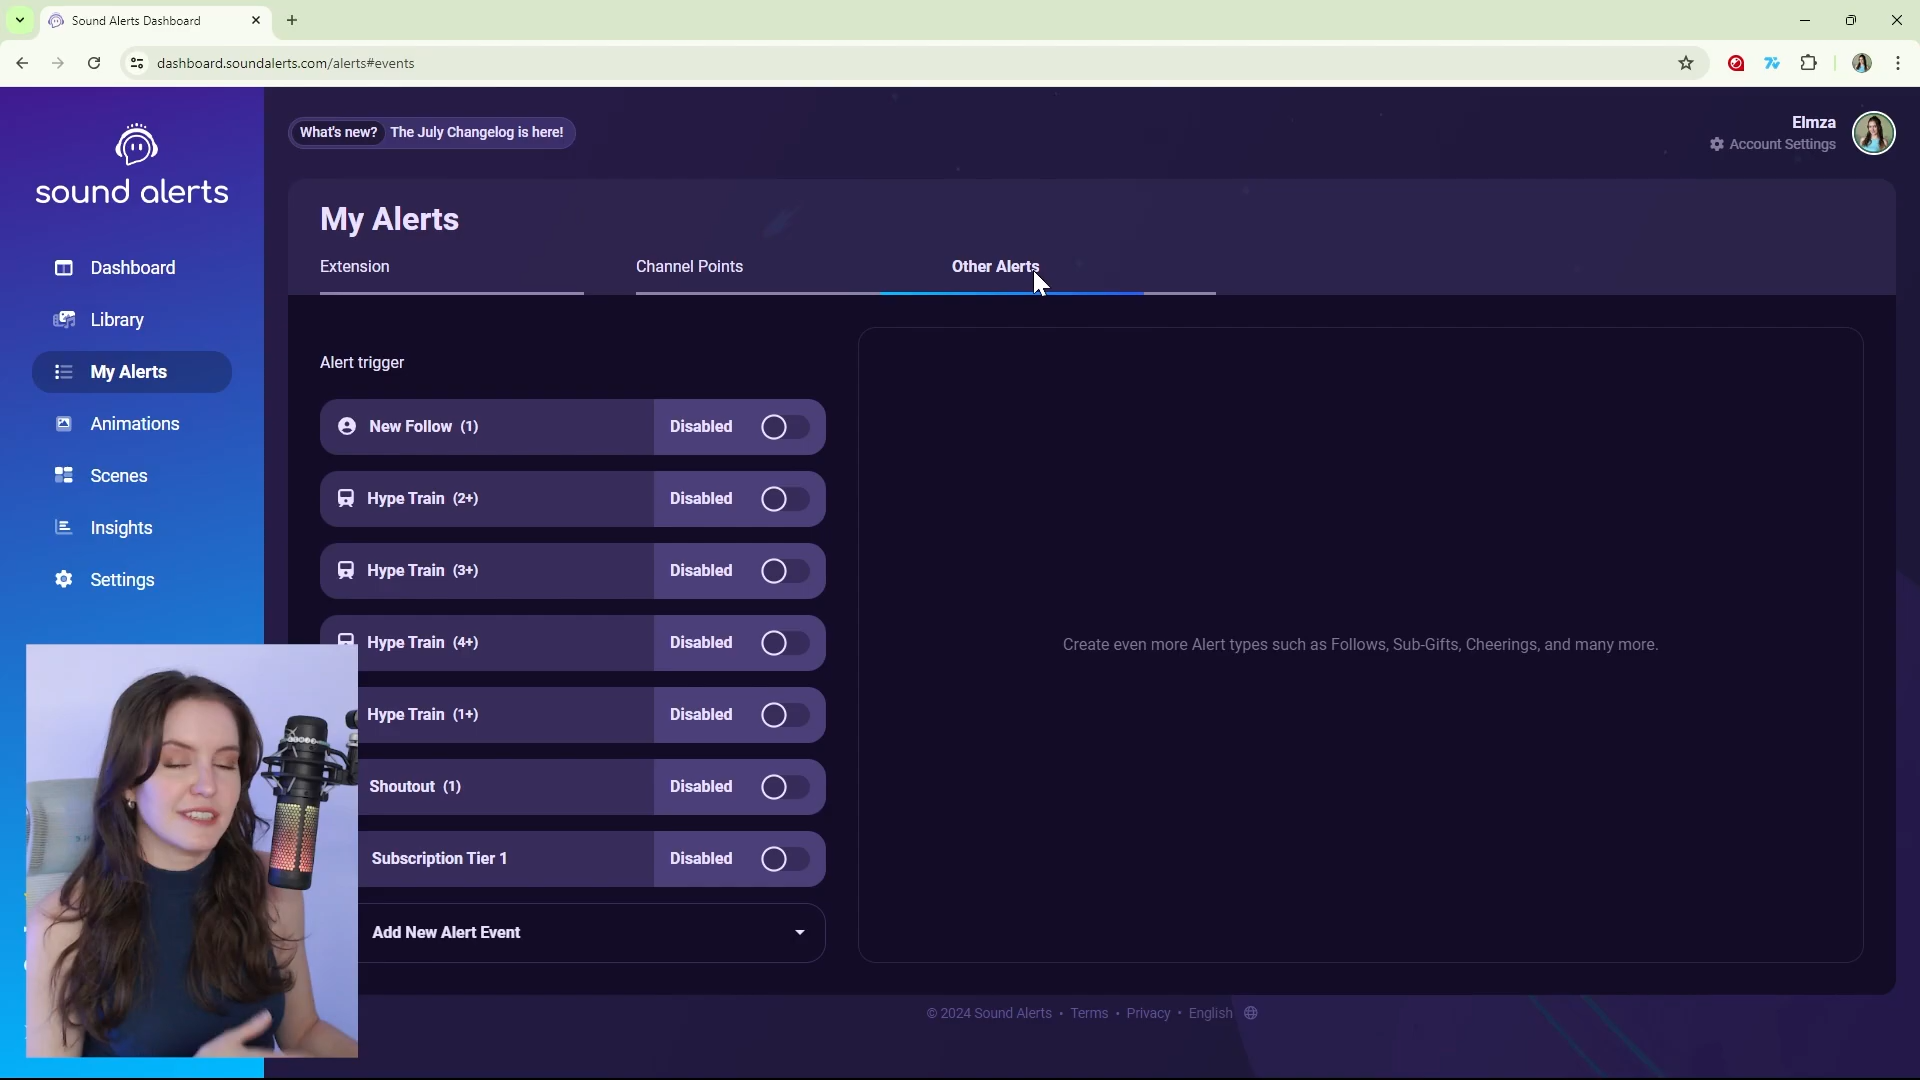 Sound Alerts Dashboard
dashboard.soundalerts.com/alerts#events
sound alerts
Dashboard
Library
My Alerts
Animations
Scenes
Insights
Settings
What's new? The July Changelog is here!
Elmza
Account Settings
My Alerts
Extension
Channel Points
Other Alerts
Alert trigger
New Follow (1) Disabled
Hype Train (2+) Disabled
Hype Train (3+) Disabled
Hype Train (4+) Disabled
Hype Train (1+) Disabled
Shoutout (1) Disabled
Subscription Tier 1 Disabled
Add New Alert Event
Create even more Alert types such as Follows, Sub-Gifts, Cheerings, and many more.
© 2024 Sound Alerts • Terms • Privacy • English